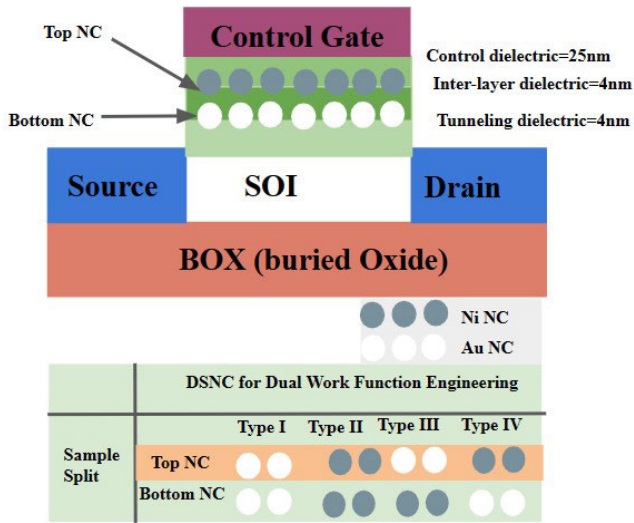 Top NC
Control Gate
Control dielectric=25nm
Inter-layer dielectric=4nm
Bottom NC
Tunneling dielectric=4nm
Source
SOI
Drain
BOX (buried Oxide)
Ni NC
Au NC
DSNC for Dual Work Function Engineering
Type I Type II Type III Type IV
Sample
Split
Top NC
Bottom NC